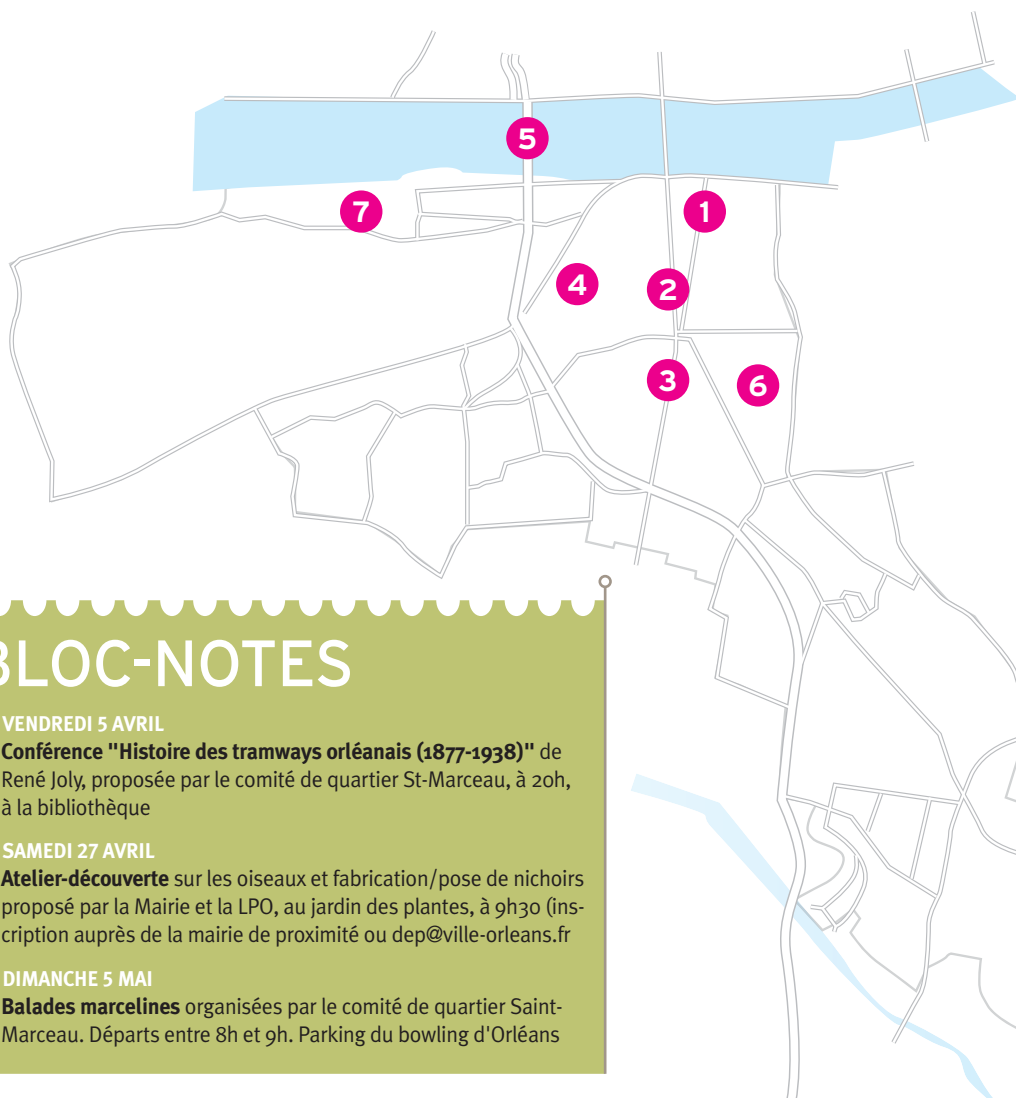 5
7
1
4
2
3
6
BLOC-NOTES
VENDREDI 5 AVRIL
Conférence "Histoire des tramways orléanais (1877-1938)" de
René Joly, proposée par le comité de quartier St-Marceau, à 20h,
à la bibliothèque
SAMEDI 27 AVRIL
Atelier-découverte sur les oiseaux et fabrication/pose de nichoirs
proposé par la Mairie et la LPO, au jardin des plantes, à 9h30 (ins-
cription auprès de la mairie de proximité ou dep@ville-orleans.fr
DIMANCHE 5 MAI
Balades marcelines organisées par le comité de quartier Saint-
Marceau. Départs entre 8h et 9h. Parking du bowling d'Orléans